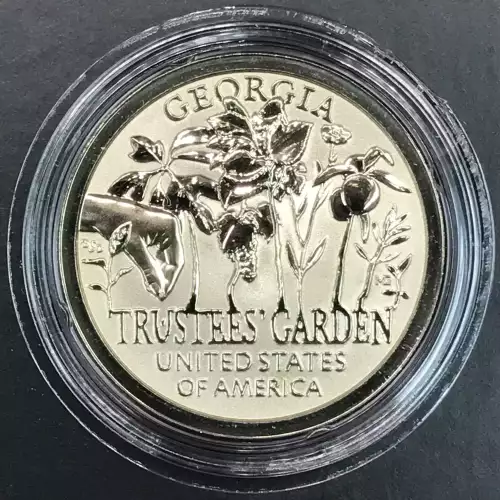 GEORGIA
TRUSTEES' GARDEN
UNITED STATES
OF AMERICA